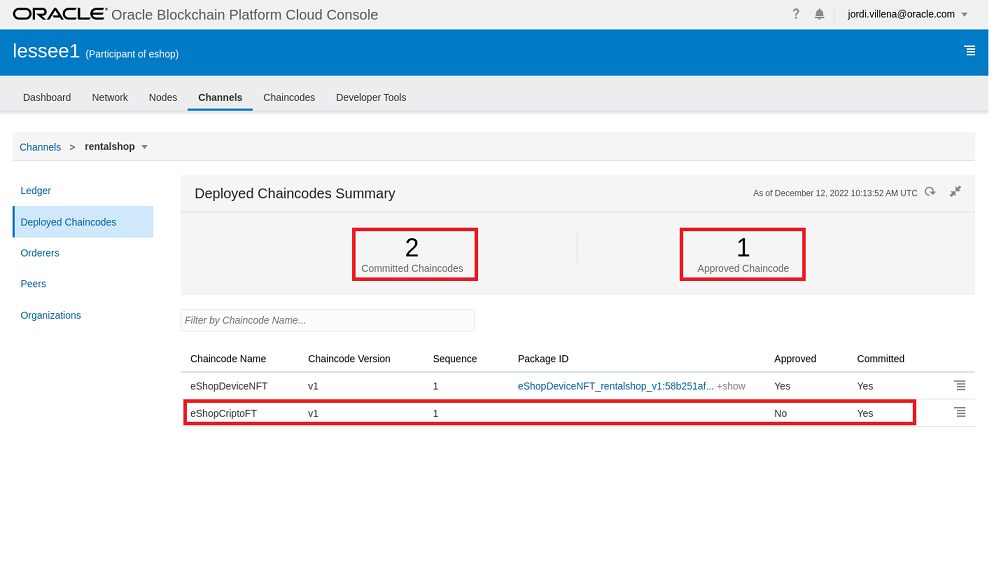 ORACLE® Oracle Blockchain Platform Cloud Console ? jordi.villena@oracle.com
lessee1 (Participant of eshop)
Dashboard Network Nodes Channels Chaincodes Developer Tools
Channels > rentalshop
Ledger
Deployed Chaincodes
Orderers
Peers
Organizations
Deployed Chaincodes Summary As of December 12, 2022 10:13:52 AM UTC
2 1
Committed Chaincodes Approved Chaincode
Filter by Chaincode Name...
Chaincode Name Chaincode Version Sequence Package ID Approved Committed
eShopDeviceNFT v1 1 eShopDeviceNFT_rentalshop_v1:58b251af... +show Yes Yes
eShopCriptoFT v1 1 No Yes